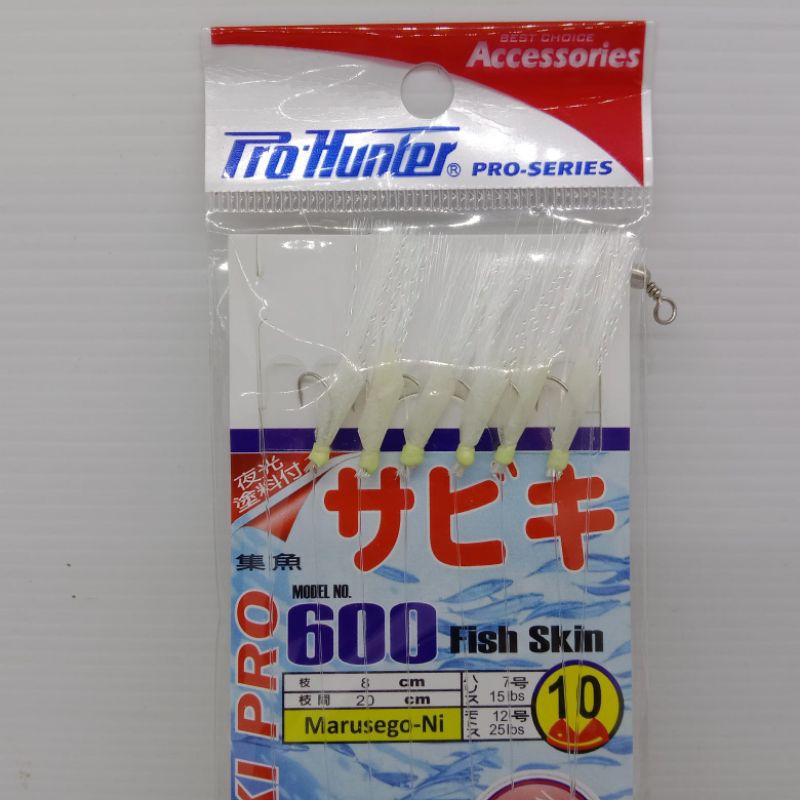 BEST CHOICE
Accessories
Pro-Hunter® PRO-SERIES
夜光
塗料付
サビキ
集魚
MODEL NO.
600 Fish Skin
枝 8 cm
枝間 20 cm
Marusego-Ni
ハリス 7号 15lbs
モトス 12号 25lbs
10
KI PRO